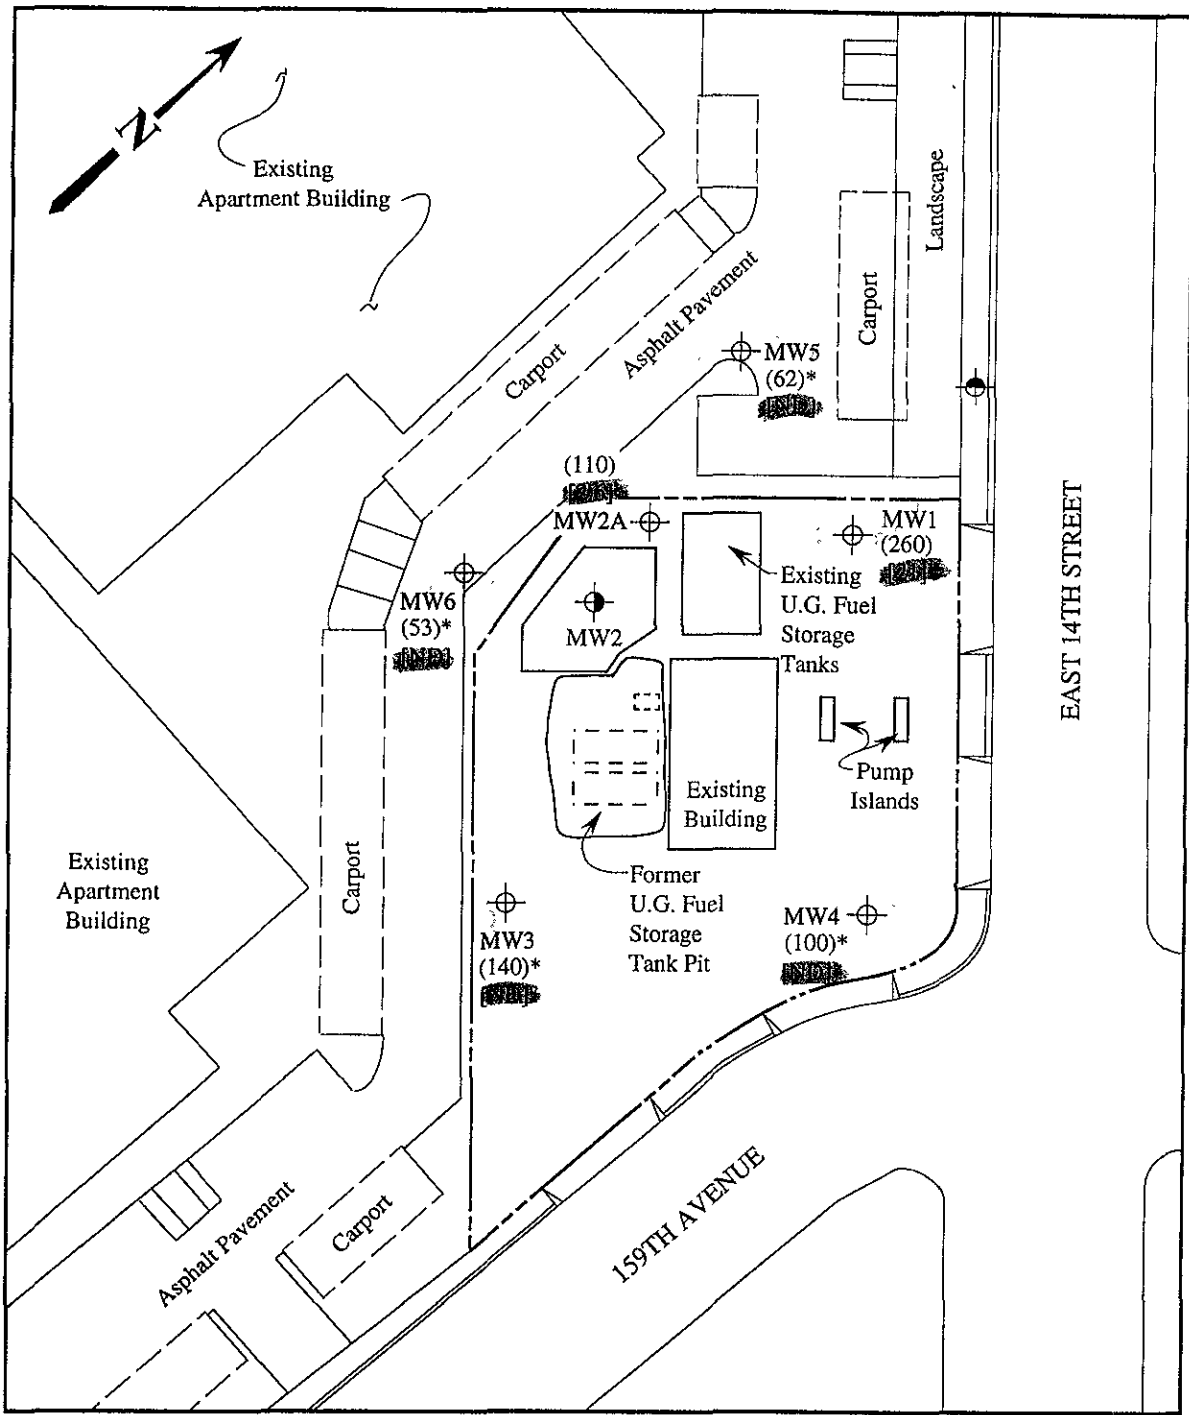 N
Existing
Apartment Building
Landscape
Carport
Asphalt Pavement
Carport
MW5
(62)*
(110)
MW2A
MW1
(260)
Existing
U.G. Fuel
Storage
Tanks
MW6
(53)*
[ND]
MW2
EAST 14TH STREET
Pump
Islands
Existing
Building
Existing
Apartment
Building
Carport
Former
U.G. Fuel
Storage
Tank Pit
MW3
(140)*
MW4
(100)*
[ND]
Asphalt Pavement
Carport
159TH AVENUE